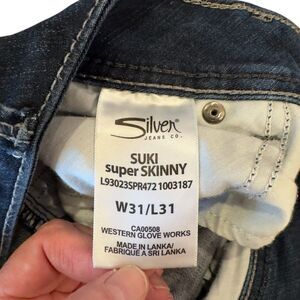 Silver
JEANS CO.
SUKI
super SKINNY
L93023SPR472 1003187
W31/L31
CA00508
WESTERN GLOVE WORKS
MADE IN LANKA/
FABRIQUÉ A SRI LANKA